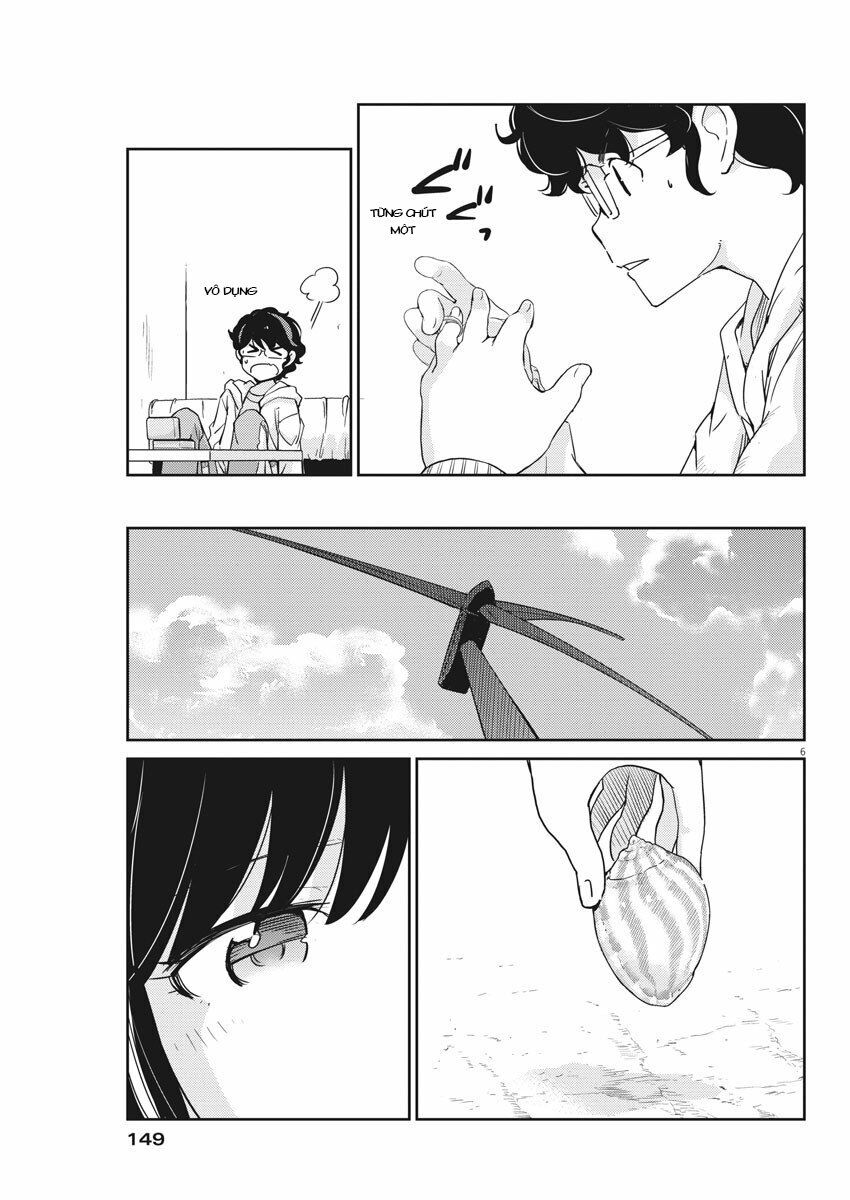 ぐ
ぐっ
TỪNG CHÚT
MỘT
VÔ DỤNG
6
149